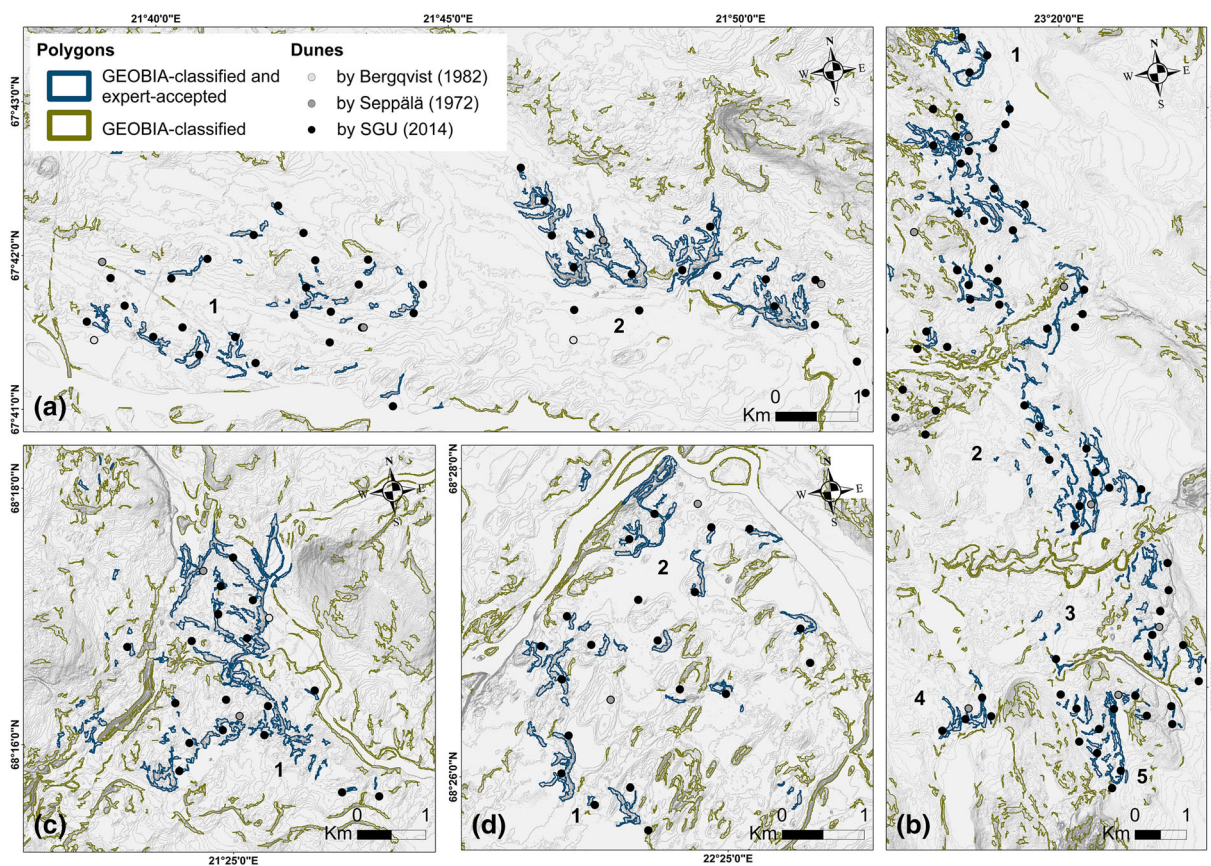 21°40'0"E 21°45'0"E 21°50'0"E 23°20'0"E
Polygons
GEOBIA-classified and
expert-accepted
GEOBIA-classified
Dunes
by Bergqvist (1982)
by Seppälä (1972)
by SGU (2014)
N
W E
S
67°43'0"N
67°42'0"N
67°41'0"N
1
2
(a)
0 1
Km
N
W E
S
1
2
3
4
5
0 1
Km
(b)
68°18'0"N
68°16'0"N
N
W E
S
1
(c)
0 1
Km
21°25'0"E
68°28'0"N
68°26'0"N
N
W E
S
2
1
(d)
0 1
Km
22°25'0"E